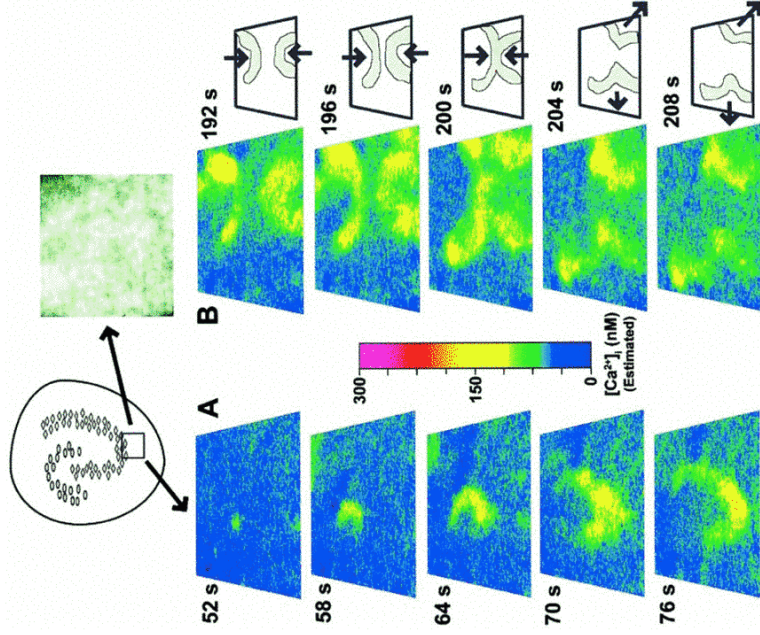 A
52 s
58 s
64 s
70 s
76 s
B
192 s
196 s
200 s
204 s
208 s
300
150
0
[Ca²⁺]ᵢ (nM)
(Estimated)